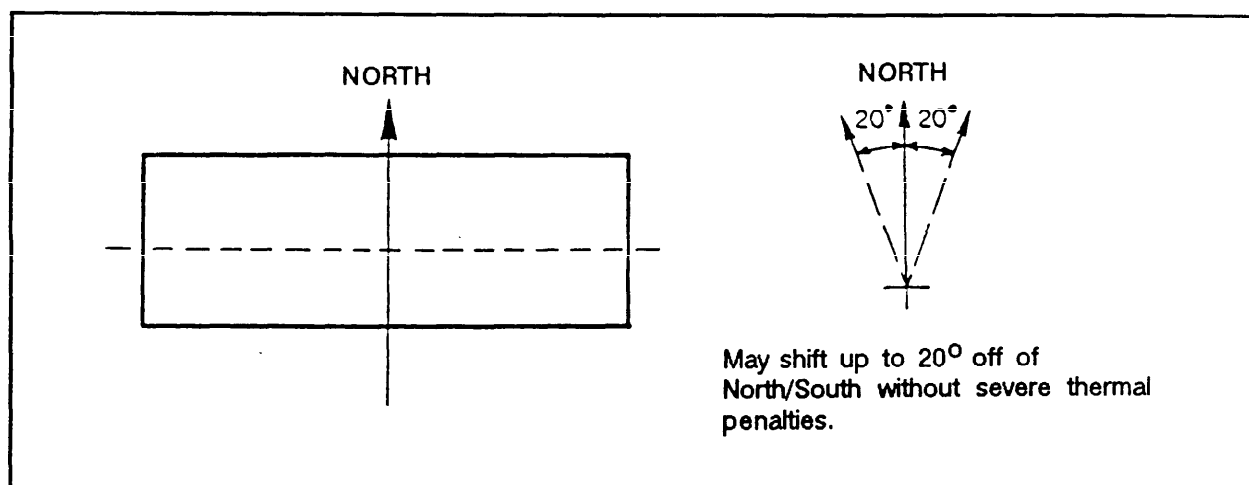 NORTH
NORTH
20° 20°
May shift up to 20° off of
North/South without severe thermal
penalties.